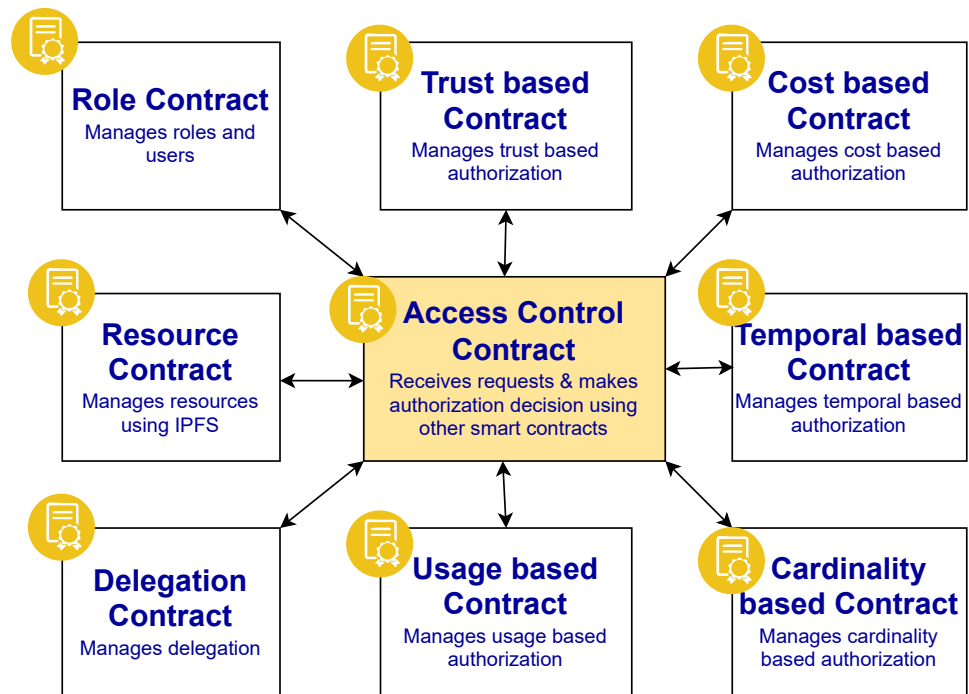 Role Contract
Manages roles and
users
Trust based
Contract
Manages trust based
authorization
Cost based
Contract
Manages cost based
authorization
Resource
Contract
Manages resources
using IPFS
Access Control
Contract
Receives requests & makes
authorization decision using
other smart contracts
Temporal based
Contract
Manages temporal based
authorization
Delegation
Contract
Manages delegation
Usage based
Contract
Manages usage based
authorization
Cardinality
based Contract
Manages cardinality
based authorization